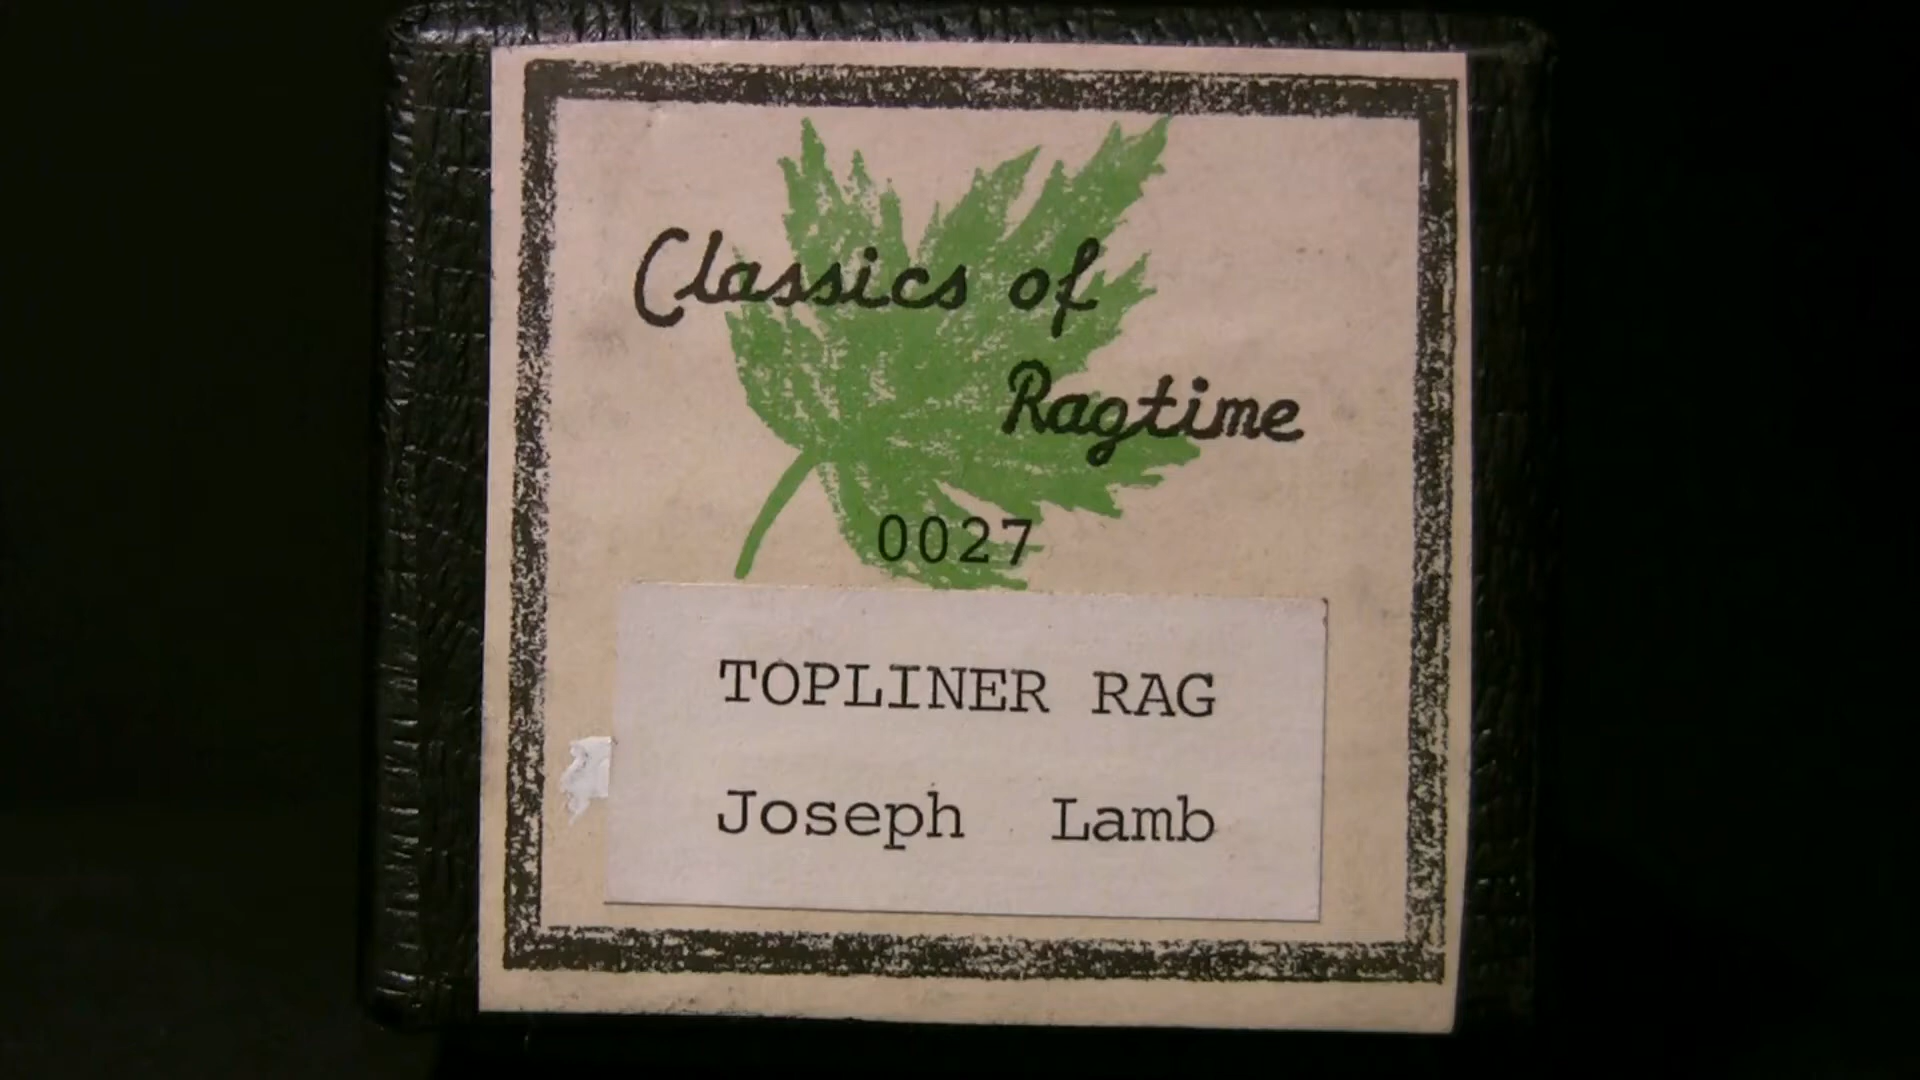 Classics of
Ragtime
0027
TOPLINER RAG
Joseph Lamb